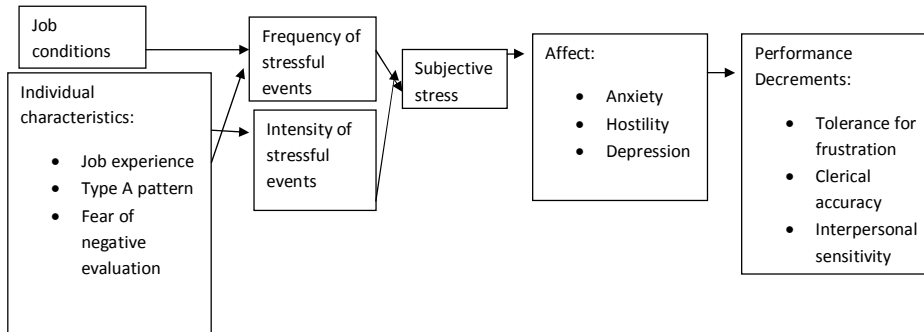 Job
conditions
Individual
characteristics:
• Job experience
• Type A pattern
• Fear of
negative
evaluation
Frequency of
stressful
events
Intensity of
stressful
events
Subjective
stress
Affect:
• Anxiety
• Hostility
• Depression
Performance
Decrements:
• Tolerance for
frustration
• Clerical
accuracy
• Interpersonal
sensitivity